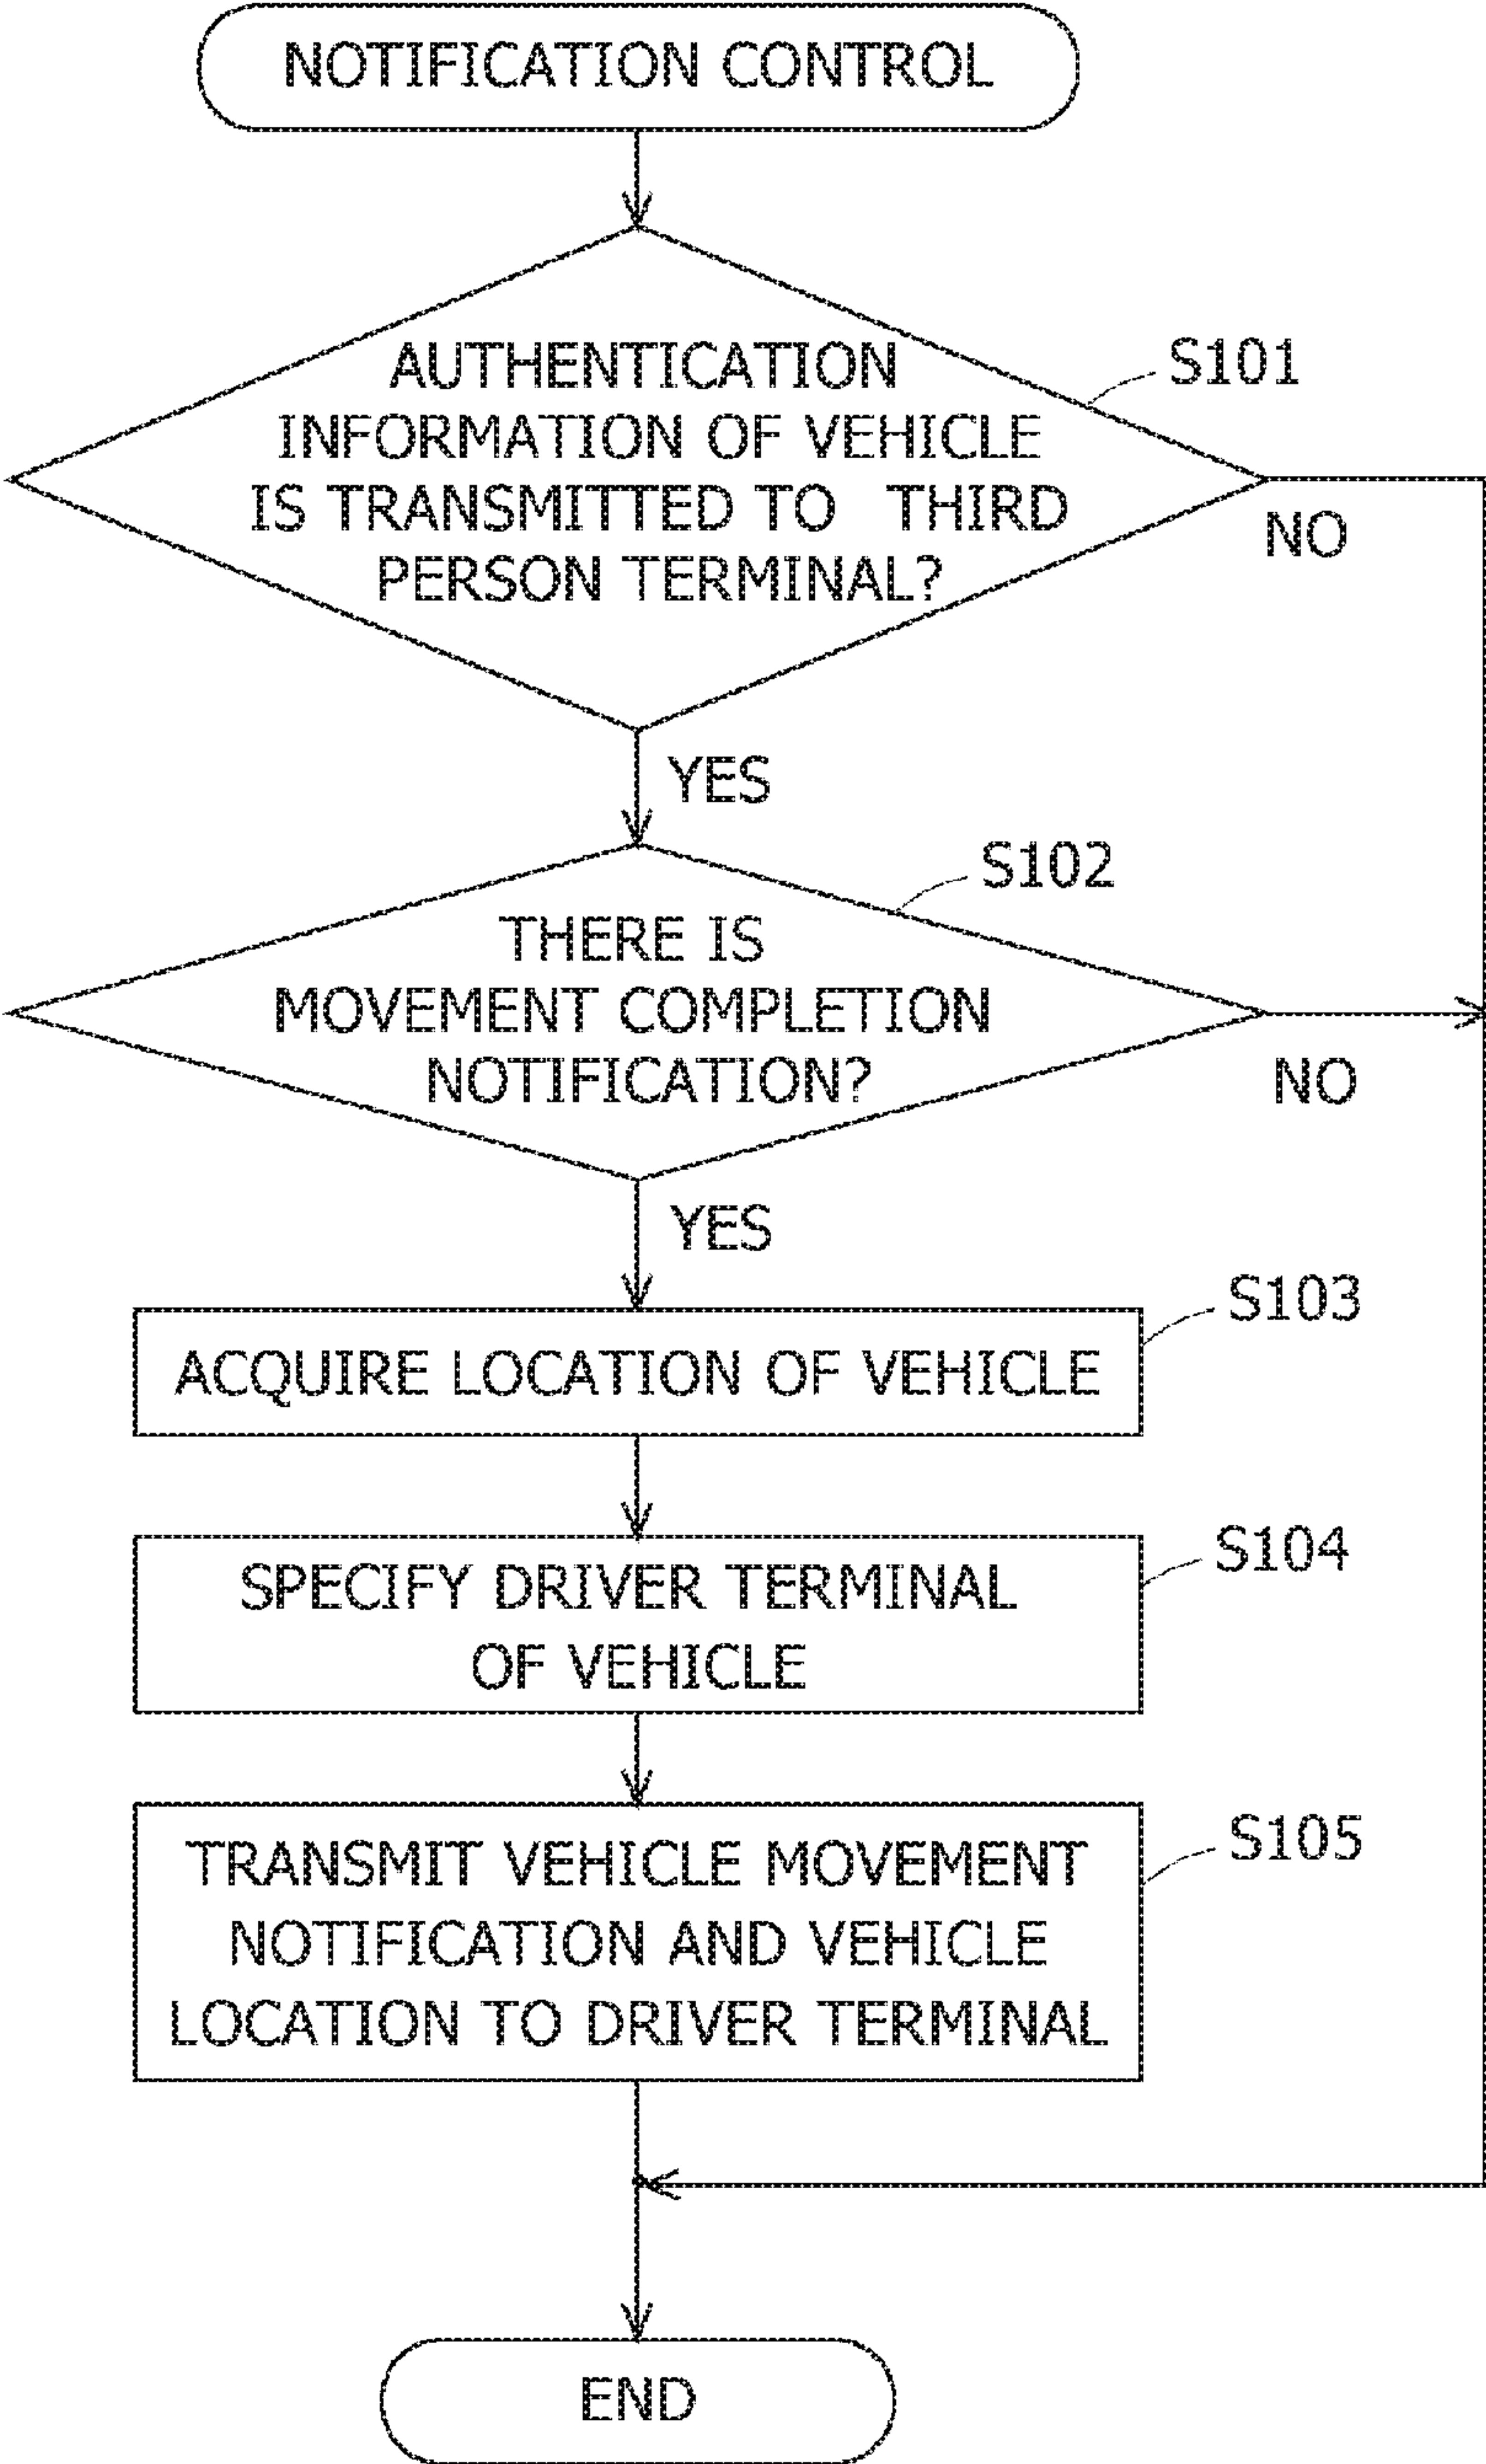 NOTIFICATION CONTROL
AUTHENTICATION
INFORMATION OF VEHICLE
IS TRANSMITTED TO THIRD
PERSON TERMINAL?
S101
NO
YES
S102
THERE IS
MOVEMENT COMPLETION
NOTIFICATION?
NO
YES
S103
ACQUIRE LOCATION OF VEHICLE
S104
SPECIFY DRIVER TERMINAL
OF VEHICLE
S105
TRANSMIT VEHICLE MOVEMENT
NOTIFICATION AND VEHICLE
LOCATION TO DRIVER TERMINAL
END